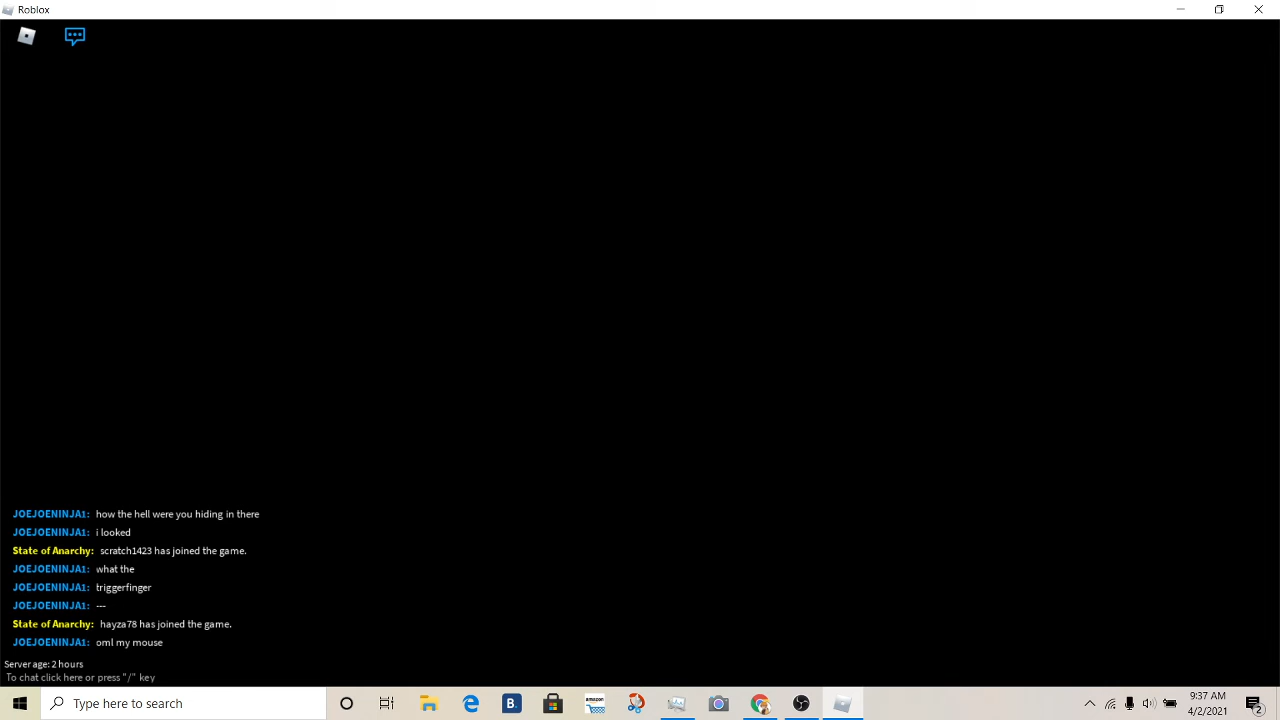 Roblox
JOEJOENINJA1: how the hell were you hiding in there
JOEJOENINJA1: i looked
State of Anarchy: scratch1423 has joined the game.
JOEJOENINJA1: what the
JOEJOENINJA1: triggerfinger
JOEJOENINJA1: ---
State of Anarchy: hayza78 has joined the game.
JOEJOENINJA1: oml my mouse
Server age: 2 hours
To chat click here or press "/" key
Type here to search
B.
amazon
9:37 AM
4/2/2021
2